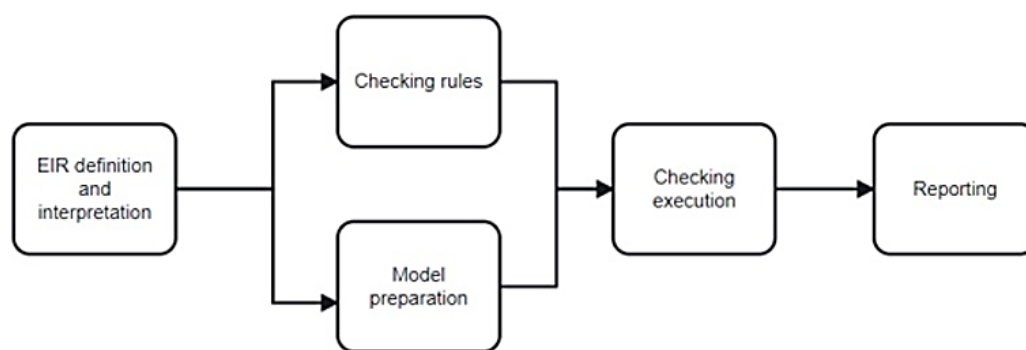 EIR definition
and
interpretation
Checking rules
Model
preparation
Checking
execution
Reporting